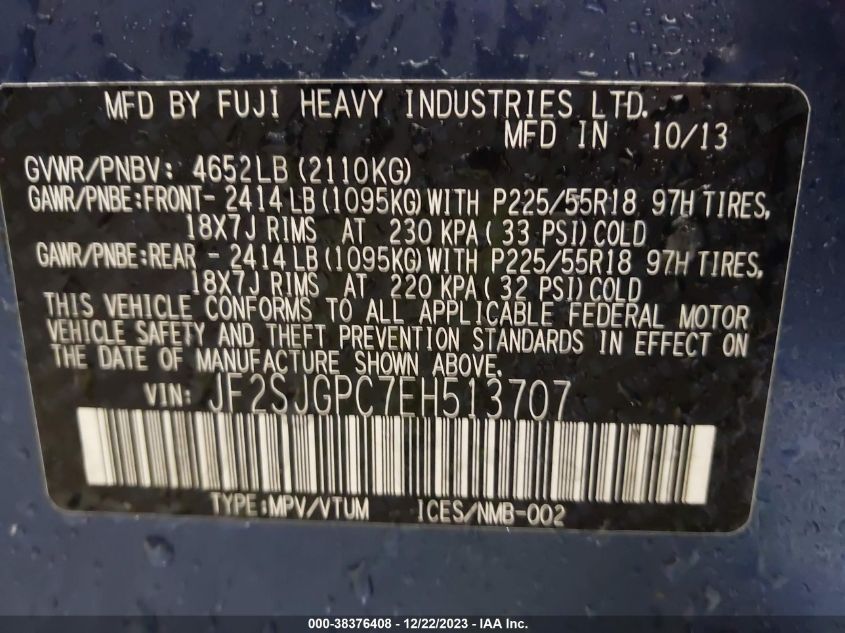 MFD BY FUJI HEAVY INDUSTRIES LTD.
MFD IN 10/13
GVWR/PNBV: 4652LB (2110KG)
GAWR/PNBE:FRONT- 2414 LB (1095KG) WITH P225/55R18 97H TIRES,
18X7J RIMS AT 230 KPA ( 33 PSI) COLD
GAWR/PNBE:REAR - 2414 LB (1095KG) WITH P225/55R18 97H TIRES,
18X7J RIMS AT 220 KPA ( 32 PSI) COLD
THIS VEHICLE CONFORMS TO ALL APPLICABLE FEDERAL MOTOR
VEHICLE SAFETY AND THEFT PREVENTION STANDARDS IN EFFECT ON
THE DATE OF MANUFACTURE SHOWN ABOVE.
VIN: JF2SJGPC7EH513707
TYPE:MPV/VTUM ICES/NMB-002
000-38376408 - 12/22/2023 - IAA Inc.